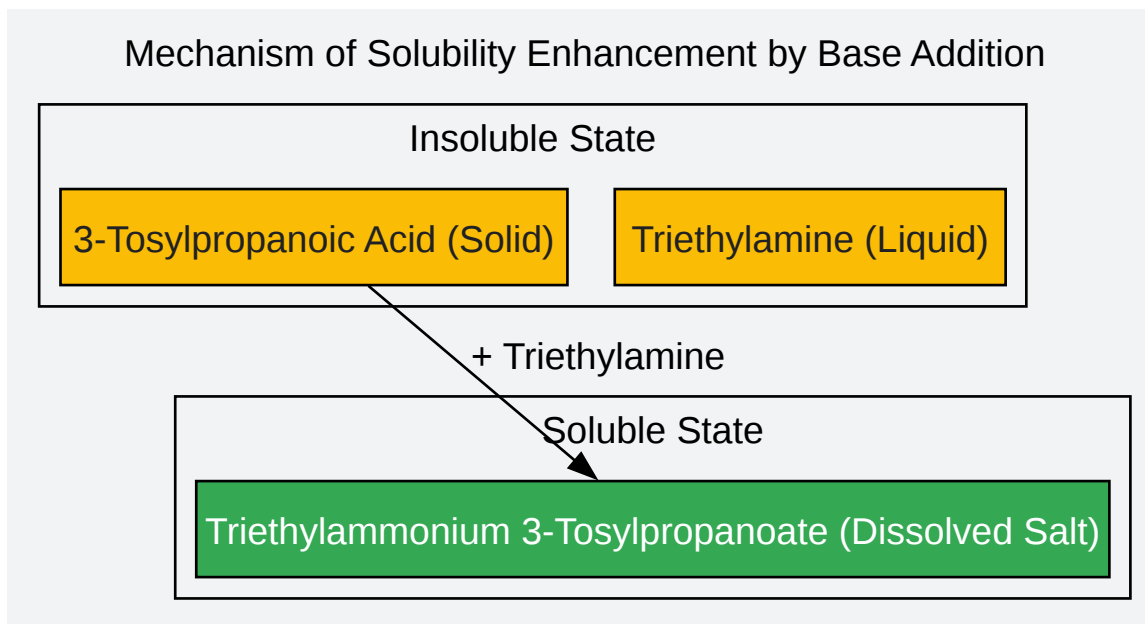 Mechanism of Solubility Enhancement by Base Addition
Insoluble State
3-Tosylpropanoic Acid (Solid)
Triethylamine (Liquid)
+ Triethylamine
Soluble State
Triethylammonium 3-Tosylpropanoate (Dissolved Salt)